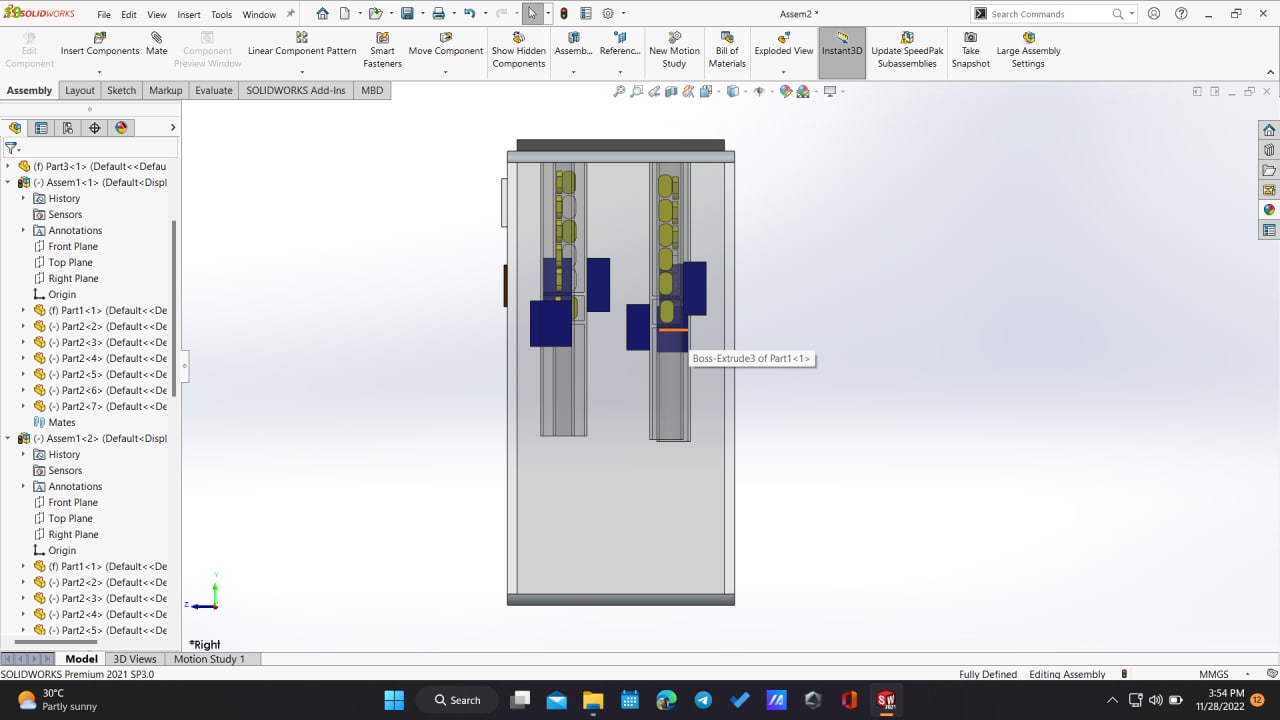 SOLIDWORKS
File
Edit
View
Insert
Tools
Window
Assem2 *
Search Commands
Edit Component
Insert Components
Mate
Component Preview Window
Linear Component Pattern
Smart Fasteners
Move Component
Show Hidden Components
Assemb...
Referenc...
New Motion Study
Bill of Materials
Exploded View
Instant3D
Update SpeedPak Subassemblies
Take Snapshot
Large Assembly Settings
Assembly
Layout
Sketch
Markup
Evaluate
SOLIDWORKS Add-Ins
MBD
(f) Part3<1> (Default<<Defau
(-) Assem1<1> (Default<Displ
History
Sensors
Annotations
Front Plane
Top Plane
Right Plane
Origin
(f) Part1<1> (Default<<De
(-) Part2<2> (Default<<De
(-) Part2<3> (Default<<De
(-) Part2<4> (Default<<De
(-) Part2<5> (Default<<De
(-) Part2<6> (Default<<De
(-) Part2<7> (Default<<De
Mates
(-) Assem1<2> (Default<Displ
History
Sensors
Annotations
Front Plane
Top Plane
Right Plane
Origin
(f) Part1<1> (Default<<De
(-) Part2<2> (Default<<De
(-) Part2<3> (Default<<De
(-) Part2<4> (Default<<De
(-) Part2<5> (Default<<De
Boss-Extrude3 of Part1<1>
Y
Z
*Right
Model
3D Views
Motion Study 1
SOLIDWORKS Premium 2021 SP3.0
Fully Defined
Editing Assembly
MMGS
30°C
Partly sunny
Search
SW
2021
3:54 PM
11/28/2022
12